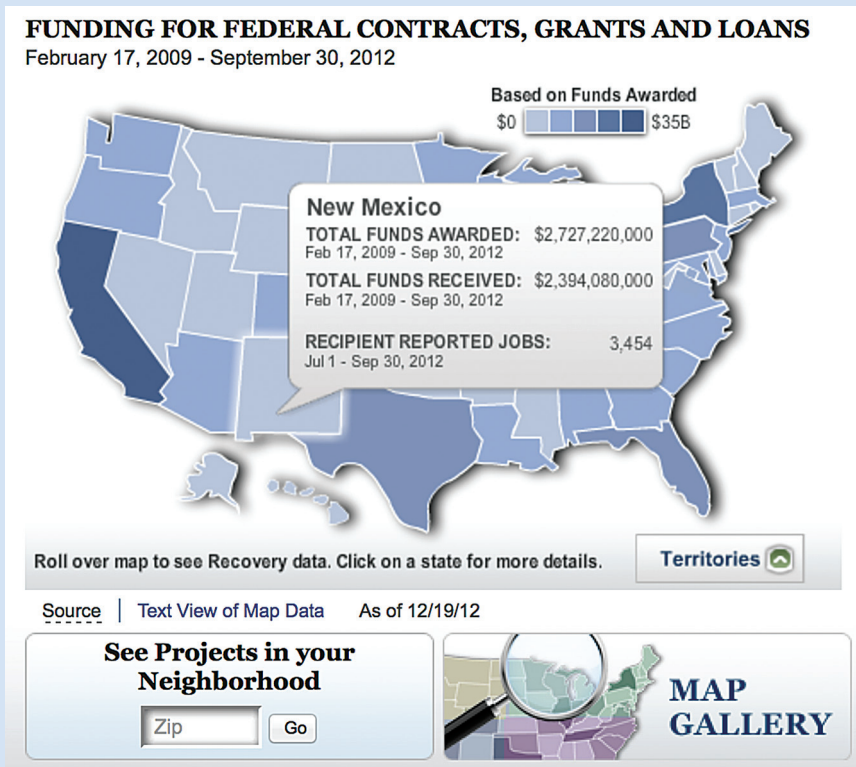 FUNDING FOR FEDERAL CONTRACTS, GRANTS AND LOANS
February 17, 2009 - September 30, 2012
Based on Funds Awarded
$0 $35B
New Mexico
TOTAL FUNDS AWARDED: $2,727,220,000
Feb 17, 2009 - Sep 30, 2012
TOTAL FUNDS RECEIVED: $2,394,080,000
Feb 17, 2009 - Sep 30, 2012
RECIPIENT REPORTED JOBS: 3,454
Jul 1 - Sep 30, 2012
Roll over map to see Recovery data. Click on a state for more details.
Territories
Source | Text View of Map Data As of 12/19/12
See Projects in your
Neighborhood
Zip Go
MAP
GALLERY